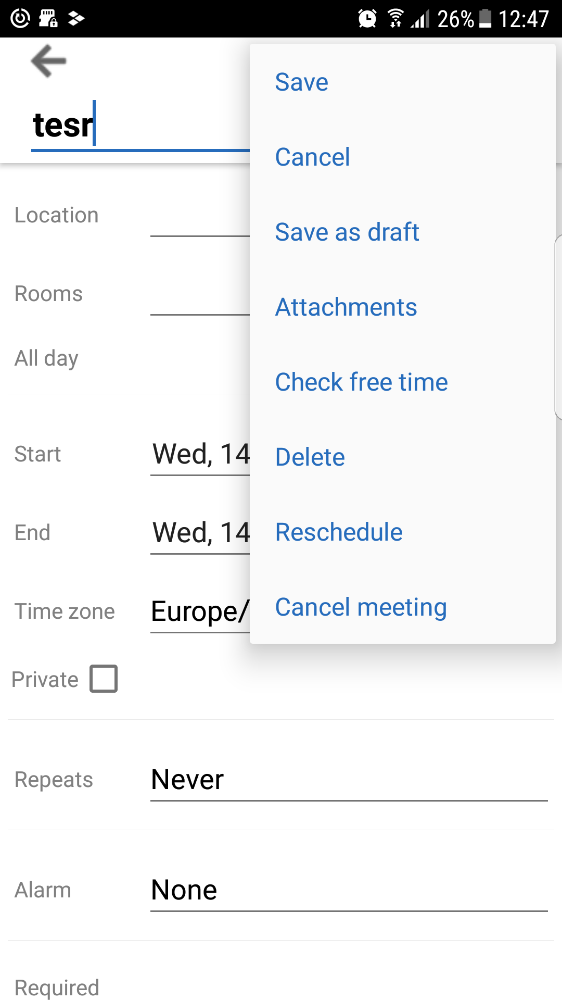 26% 12:47
Save
tesr
Cancel
Location
Save as draft
Rooms
Attachments
All day
Check free time
Start Wed, 14
Delete
End Wed, 14
Reschedule
Time zone Europe/
Cancel meeting
Private
Repeats Never
Alarm None
Required